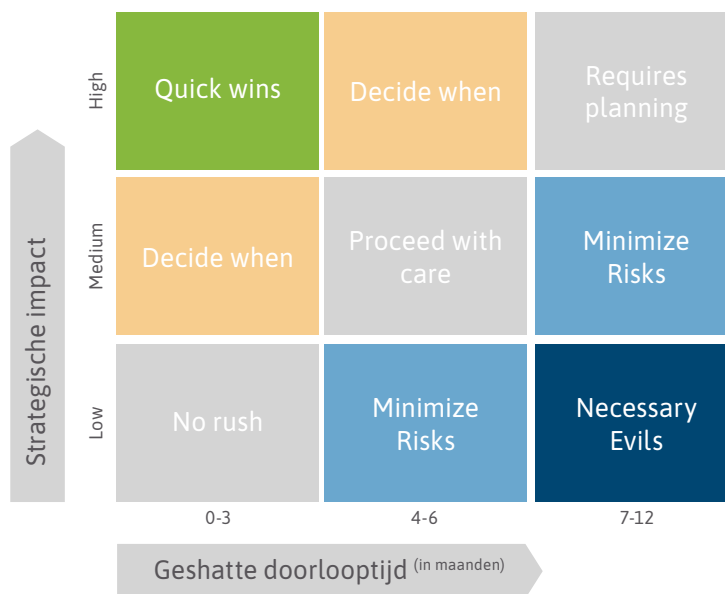 Strategische impact
High
Quick wins
Decide when
Requires
planning
Medium
Decide when
Proceed with
care
Minimize
Risks
Low
No rush
Minimize
Risks
Necessary
Evils
0-3
4-6
7-12
Geshatte doorlooptijd (in maanden)